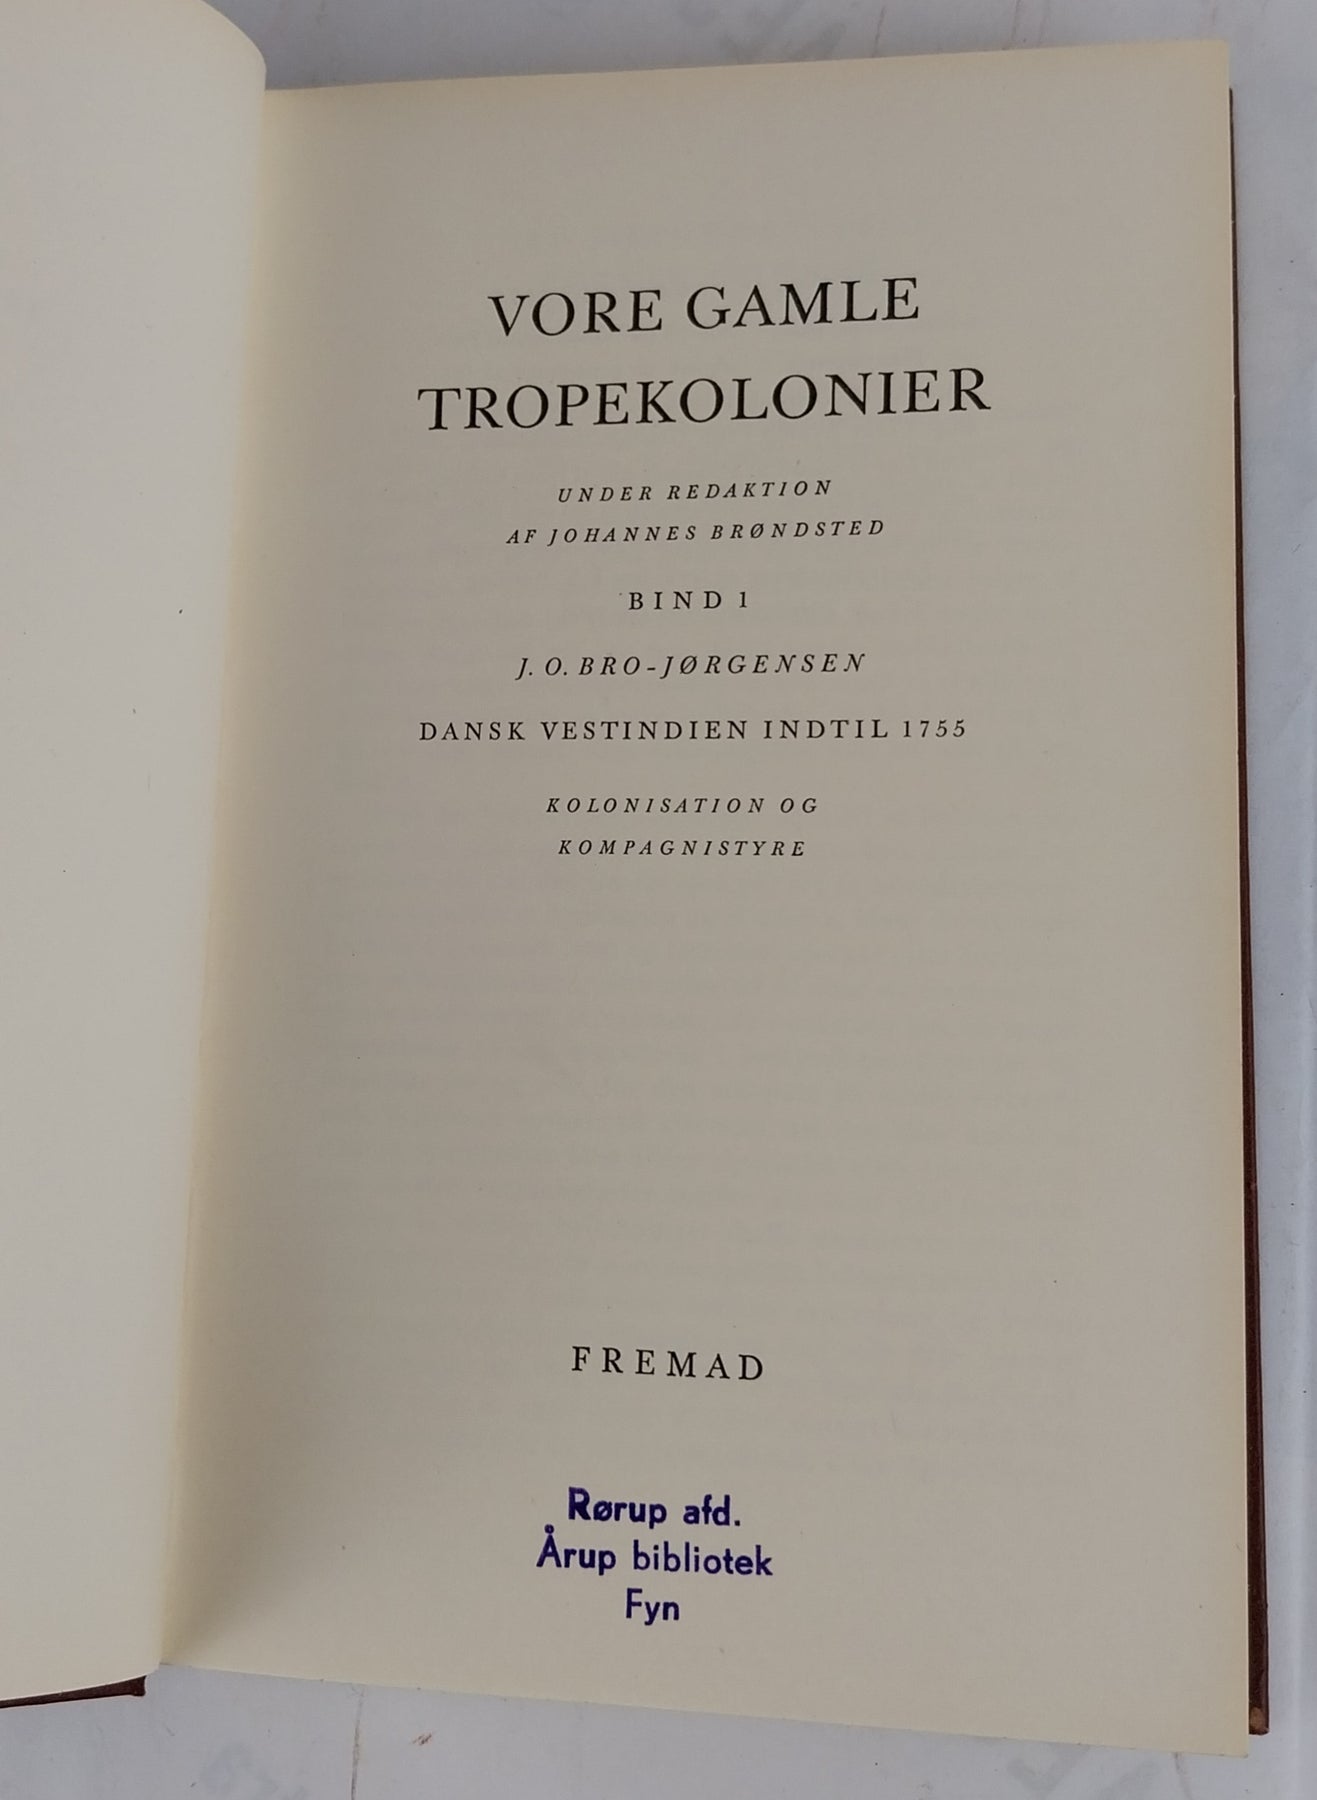 VORE GAMLE
TROPEKOLONIER
UNDER REDAKTION
AF JOHANNES BRØNDSTED
BIND 1
J. O. BRO-JØRGENSEN
DANSK VESTINDIEN INDTIL 1755
KOLONISATION OG
KOMPAGNISTYRE
FREMAD
Rørup afd.
Årup bibliotek
Fyn